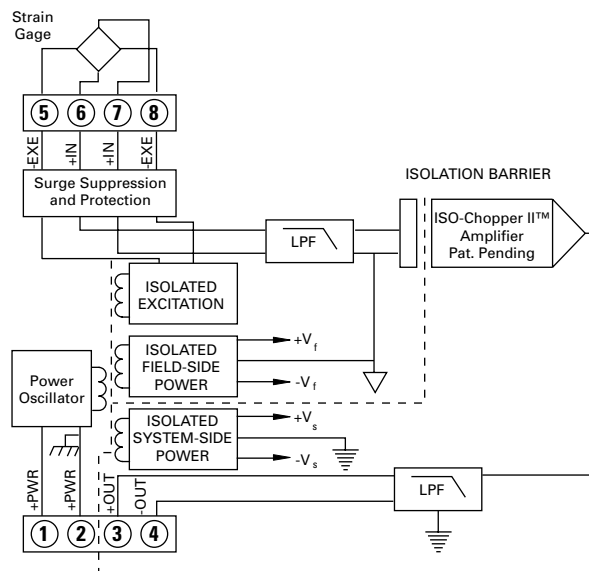 Strain
Gage
5 6 7 8
-EXE +IN +IN -EXE
Surge Suppression
and Protection
LPF
ISOLATION BARRIER
ISO-Chopper II™
Amplifier
Pat. Pending
ISOLATED
EXCITATION
Power
Oscillator
ISOLATED
FIELD-SIDE
POWER
+Vf
-Vf
ISOLATED
SYSTEM-SIDE
POWER
+Vs
-Vs
LPF
+PWR +PWR +OUT -OUT
1 2 3 4